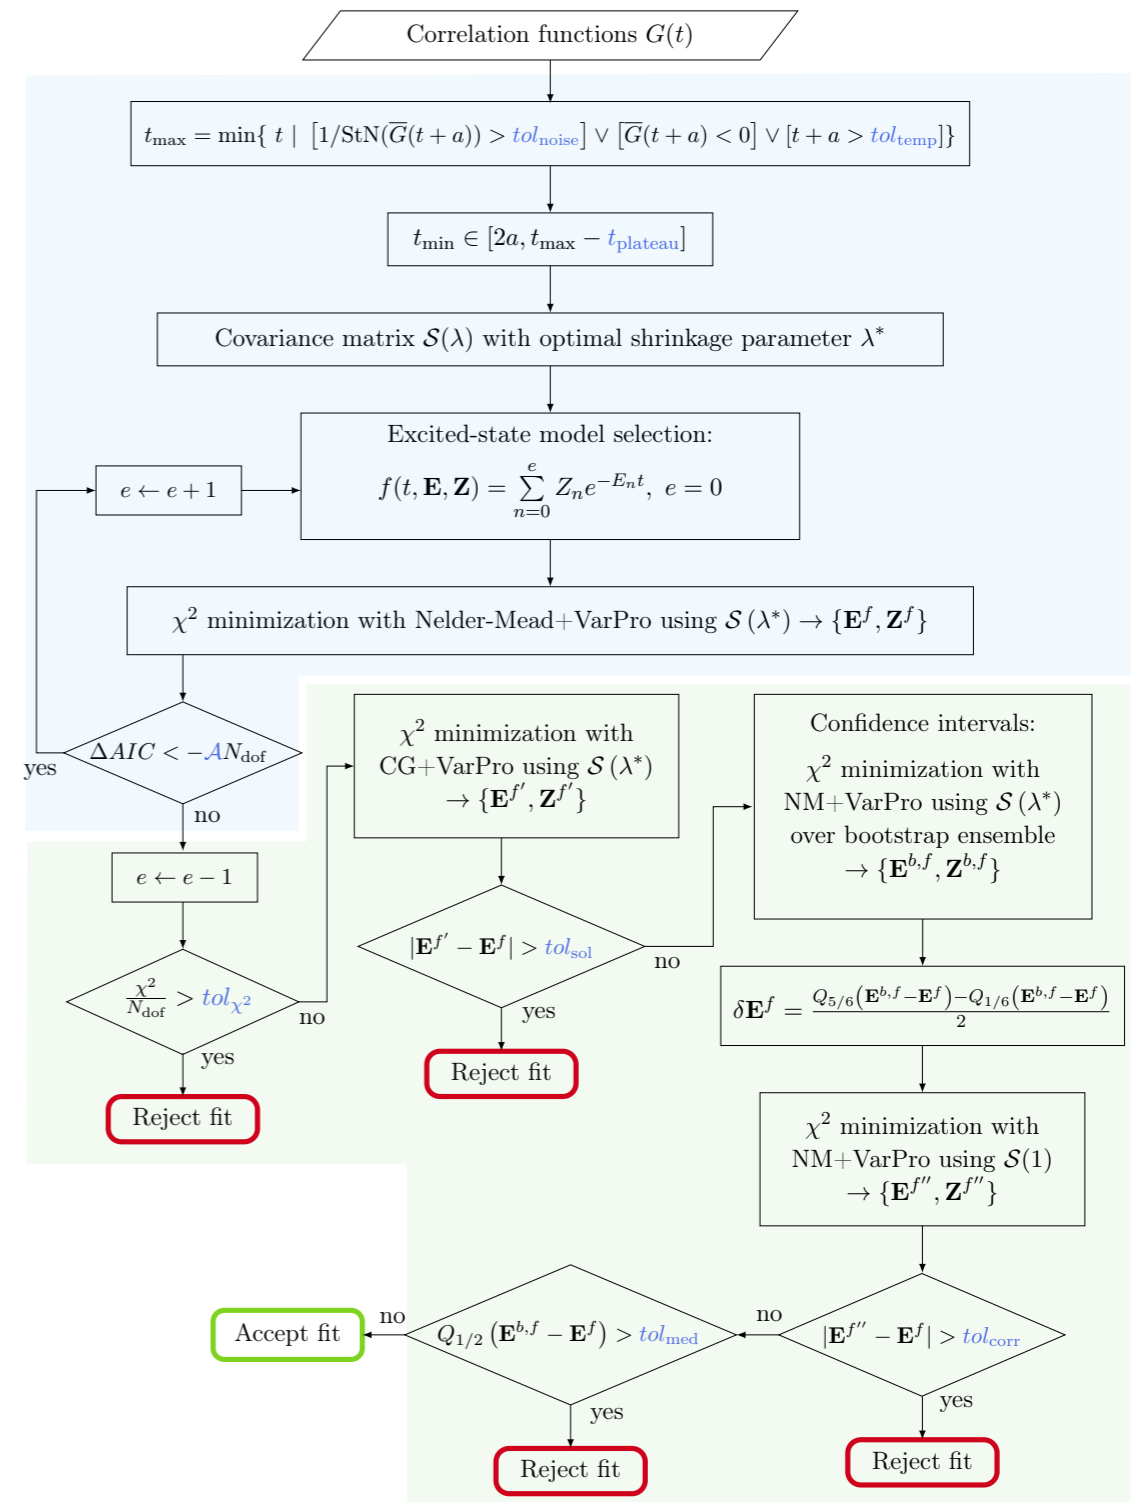 Correlation functions G(t)
t_max = min{ t | [1/StN(G̅(t + a)) > tol_noise] ∨ [G̅(t + a) < 0] ∨ [t + a > tol_temp]}
t_min ∈ [2a, t_max − t_plateau]
Covariance matrix 𝒮(λ) with optimal shrinkage parameter λ*
Excited-state model selection:
f(t, E, Z) = ∑_{n=0}^{e} Z_n e^{−E_n t}, e = 0
e ← e + 1
χ² minimization with Nelder-Mead+VarPro using 𝒮 (λ*) → {E^f, Z^f}
ΔAIC < −𝒜N_dof
yes
no
e ← e − 1
χ²/N_dof > tol_χ²
no
yes
Reject fit
χ² minimization with
CG+VarPro using 𝒮 (λ*)
→ {E^{f′}, Z^{f′}}
|E^{f′} − E^f| > tol_sol
no
yes
Reject fit
Confidence intervals:
χ² minimization with
NM+VarPro using 𝒮 (λ*)
over bootstrap ensemble
→ {E^{b,f}, Z^{b,f}}
δE^f = (Q_{5/6}(E^{b,f}−E^f)−Q_{1/6}(E^{b,f}−E^f))/2
χ² minimization with
NM+VarPro using 𝒮(1)
→ {E^{f″}, Z^{f″}}
|E^{f″} − E^f| > tol_corr
no
yes
Reject fit
Q_{1/2} (E^{b,f} − E^f) > tol_med
no
yes
Reject fit
Accept fit